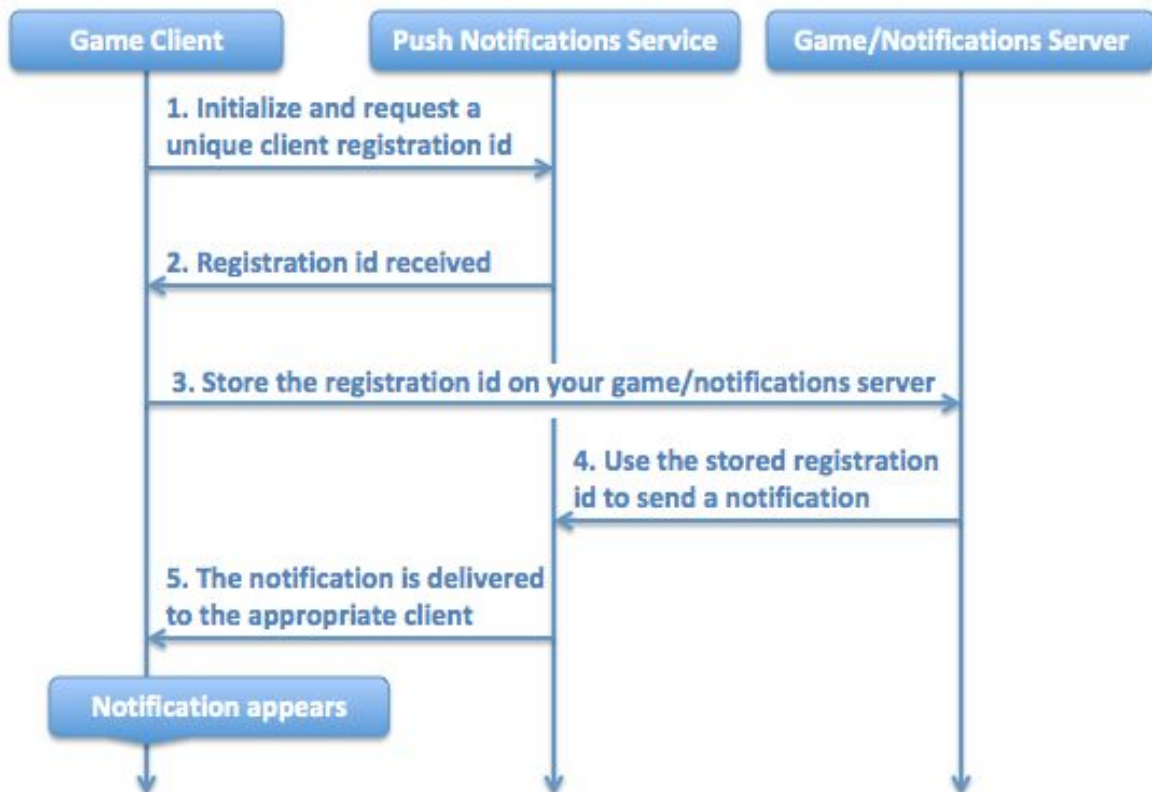 Game Client
Push Notifications Service
Game/Notifications Server
1. Initialize and request a
unique client registration id
2. Registration id received
3. Store the registration id on your game/notifications server
4. Use the stored registration
id to send a notification
5. The notification is delivered
to the appropriate client
Notification appears